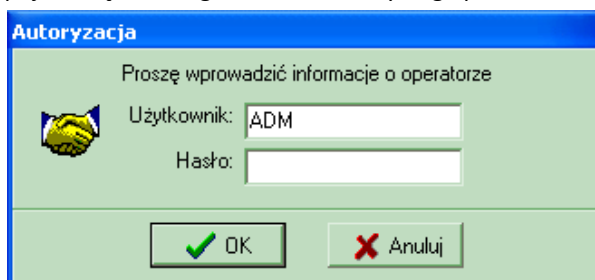 Autoryzacja
Proszę wprowadzić informacje o operatorze
Użytkownik: ADM
Hasło:
OK Anuluj